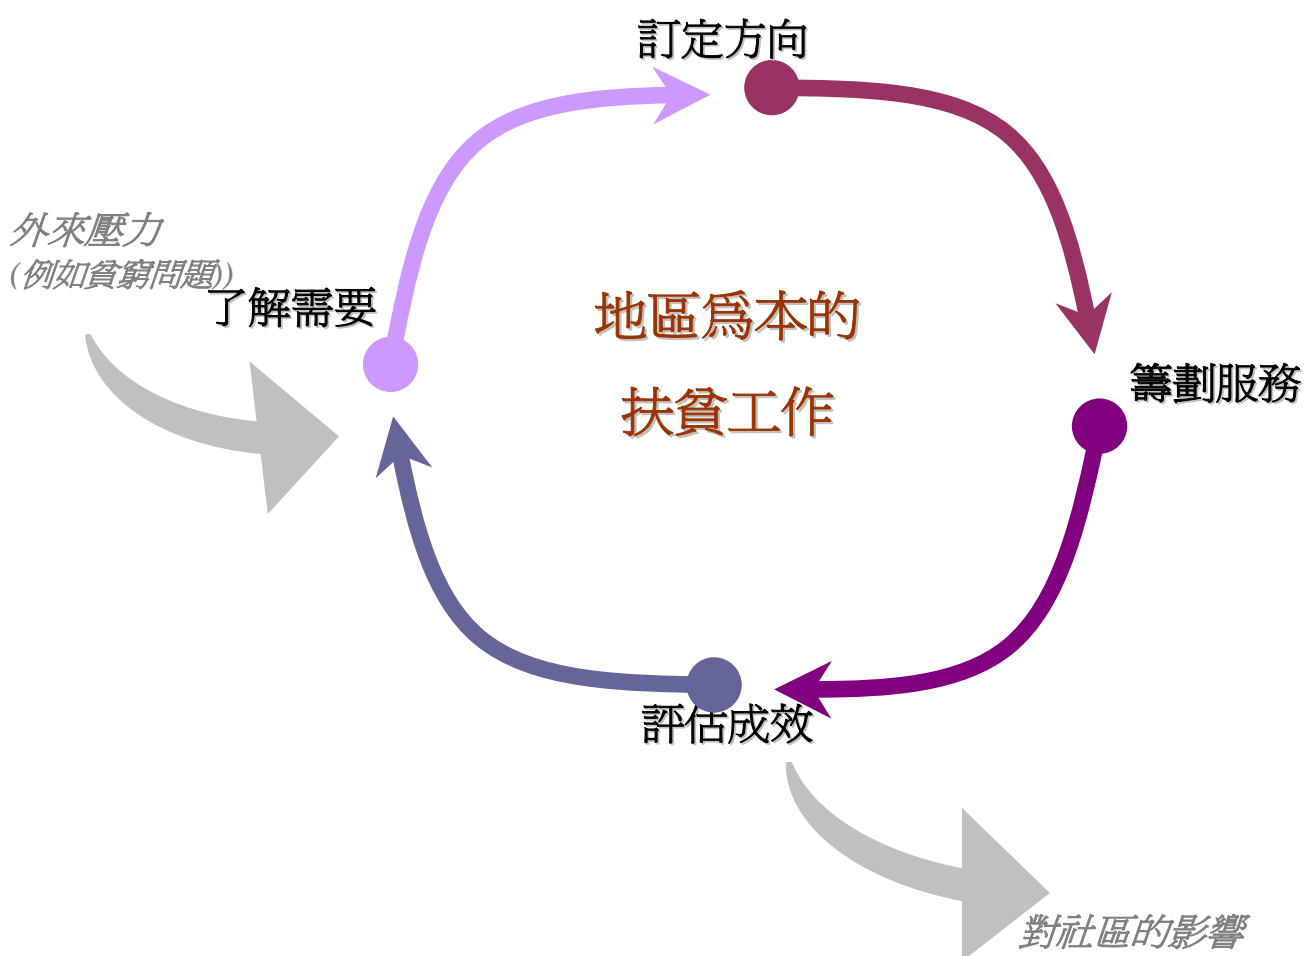 訂定方向
外來壓力
(例如貧窮問題))
了解需要
地區為本的
扶貧工作
籌劃服務
評估成效
對社區的影響